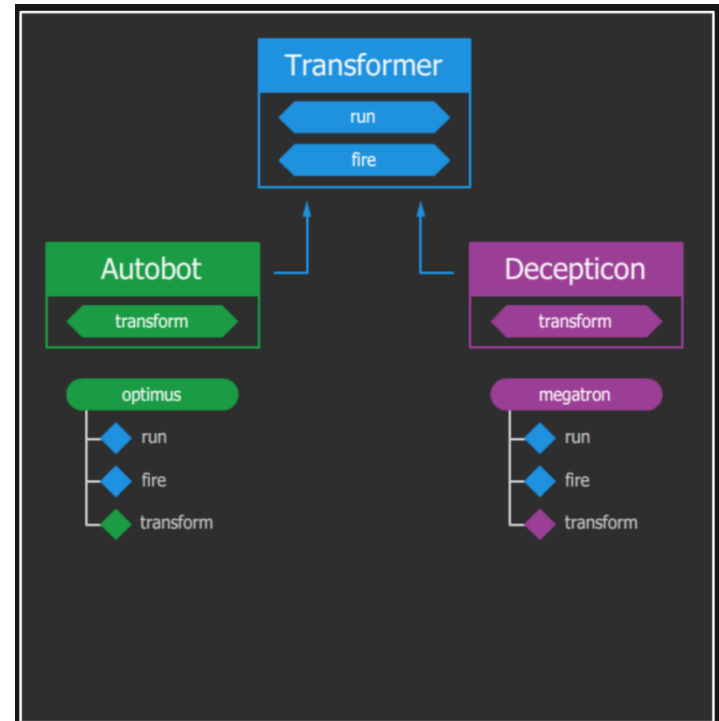 Transformer
run
fire
Autobot
transform
optimus
run
fire
transform
Decepticon
transform
megatron
run
fire
transform